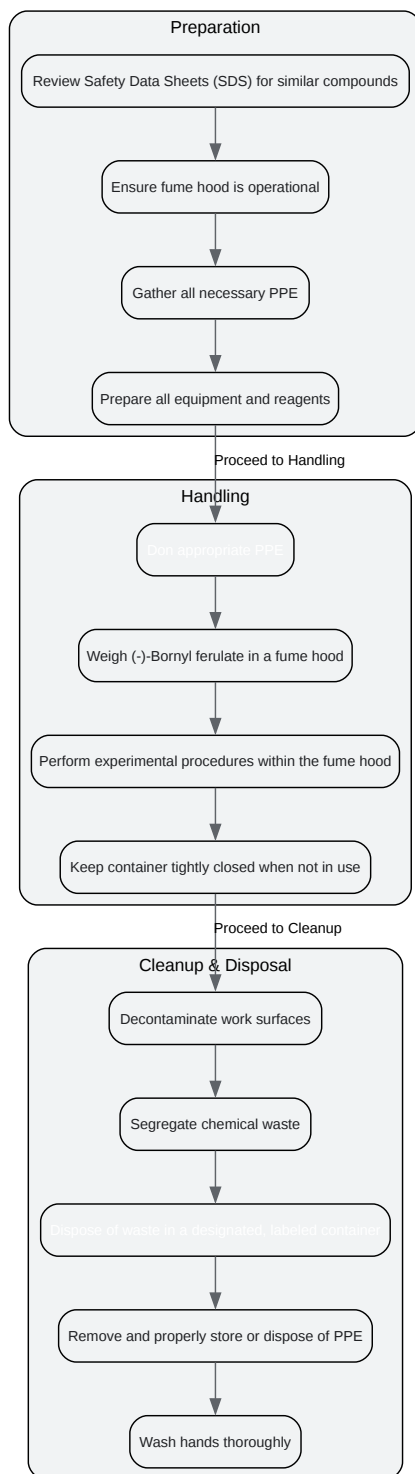 Preparation
Review Safety Data Sheets (SDS) for similar compounds
Ensure fume hood is operational
Gather all necessary PPE
Prepare all equipment and reagents
Proceed to Handling
Handling
Don appropriate PPE
Weigh (-)-Bornyl ferulate in a fume hood
Perform experimental procedures within the fume hood
Keep container tightly closed when not in use
Proceed to Cleanup
Cleanup & Disposal
Decontaminate work surfaces
Segregate chemical waste
Dispose of waste in a designated, labeled container
Remove and properly store or dispose of PPE
Wash hands thoroughly